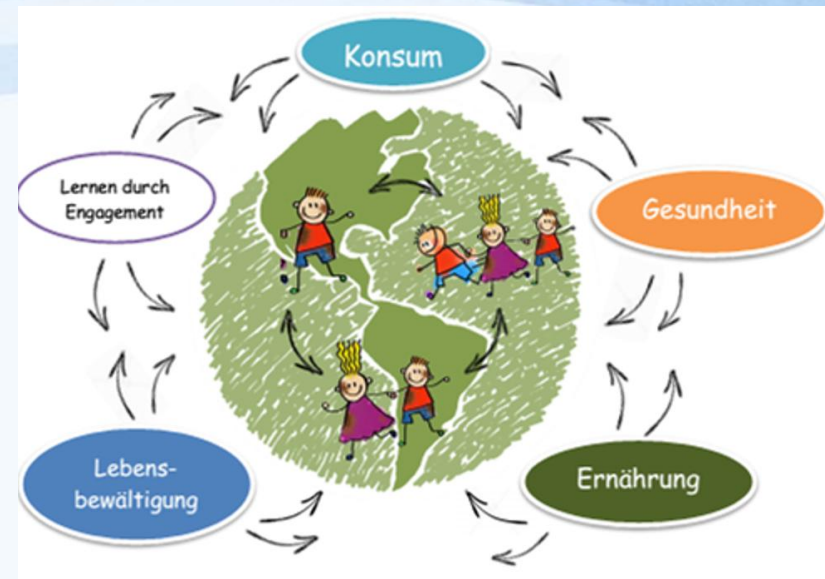 Konsum
Lernen durch
Engagement
Gesundheit
Lebens-
bewältigung
Ernährung